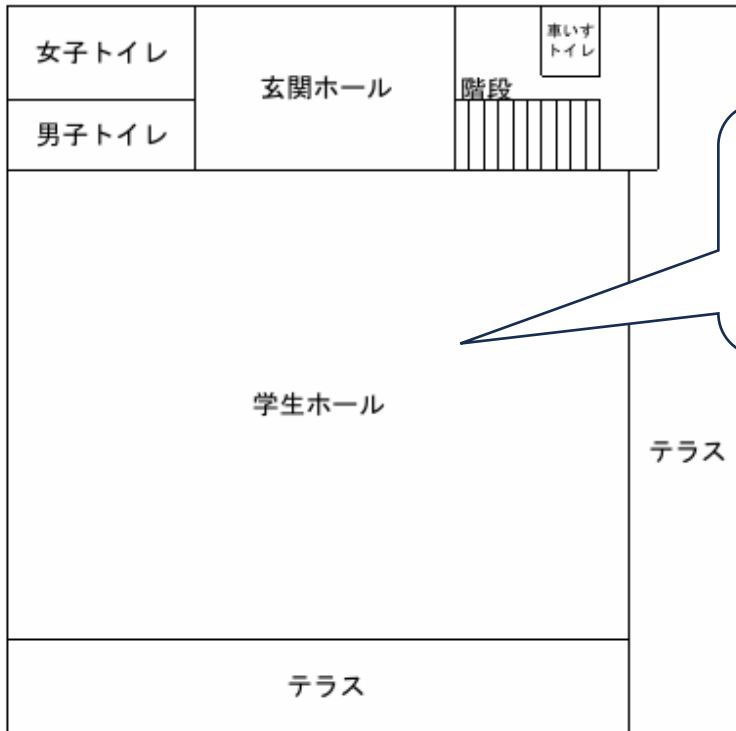 女子トイレ
玄関ホール
車いす
トイレ
階段
男子トイレ
学生ホール
テラス
テラス